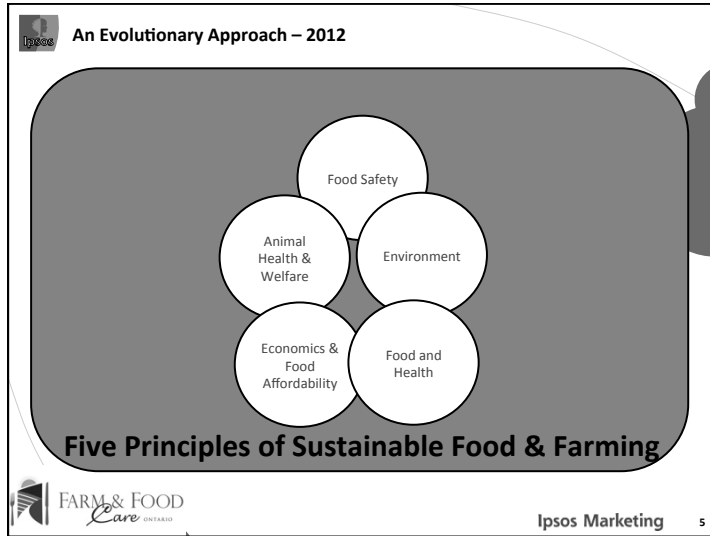 Ipsos
An Evolutionary Approach – 2012
Food Safety
Animal
Health &
Welfare
Environment
Economics &
Food
Affordability
Food and
Health
Five Principles of Sustainable Food & Farming
FARM & FOOD
Care ONTARIO
Ipsos Marketing
5